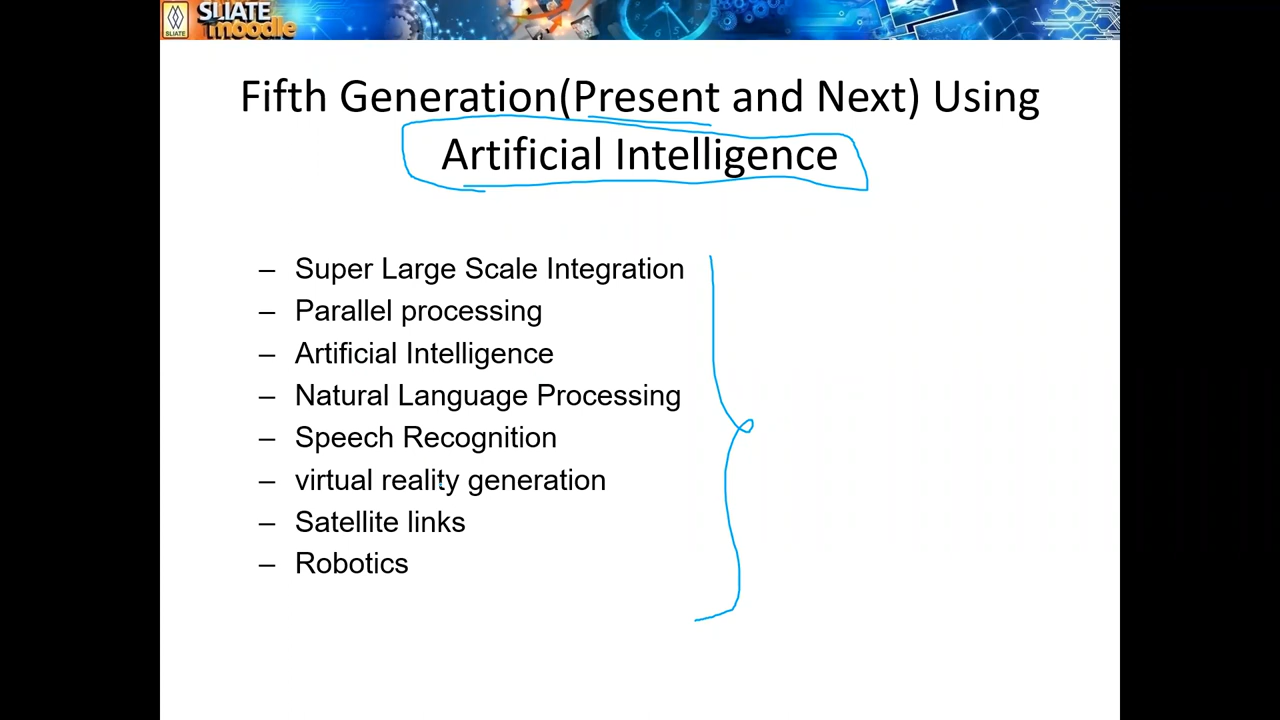 SLIATE
SLIATE
moodle
Fifth Generation(Present and Next) Using
Artificial Intelligence
– Super Large Scale Integration
– Parallel processing
– Artificial Intelligence
– Natural Language Processing
– Speech Recognition
– virtual reality generation
– Satellite links
– Robotics